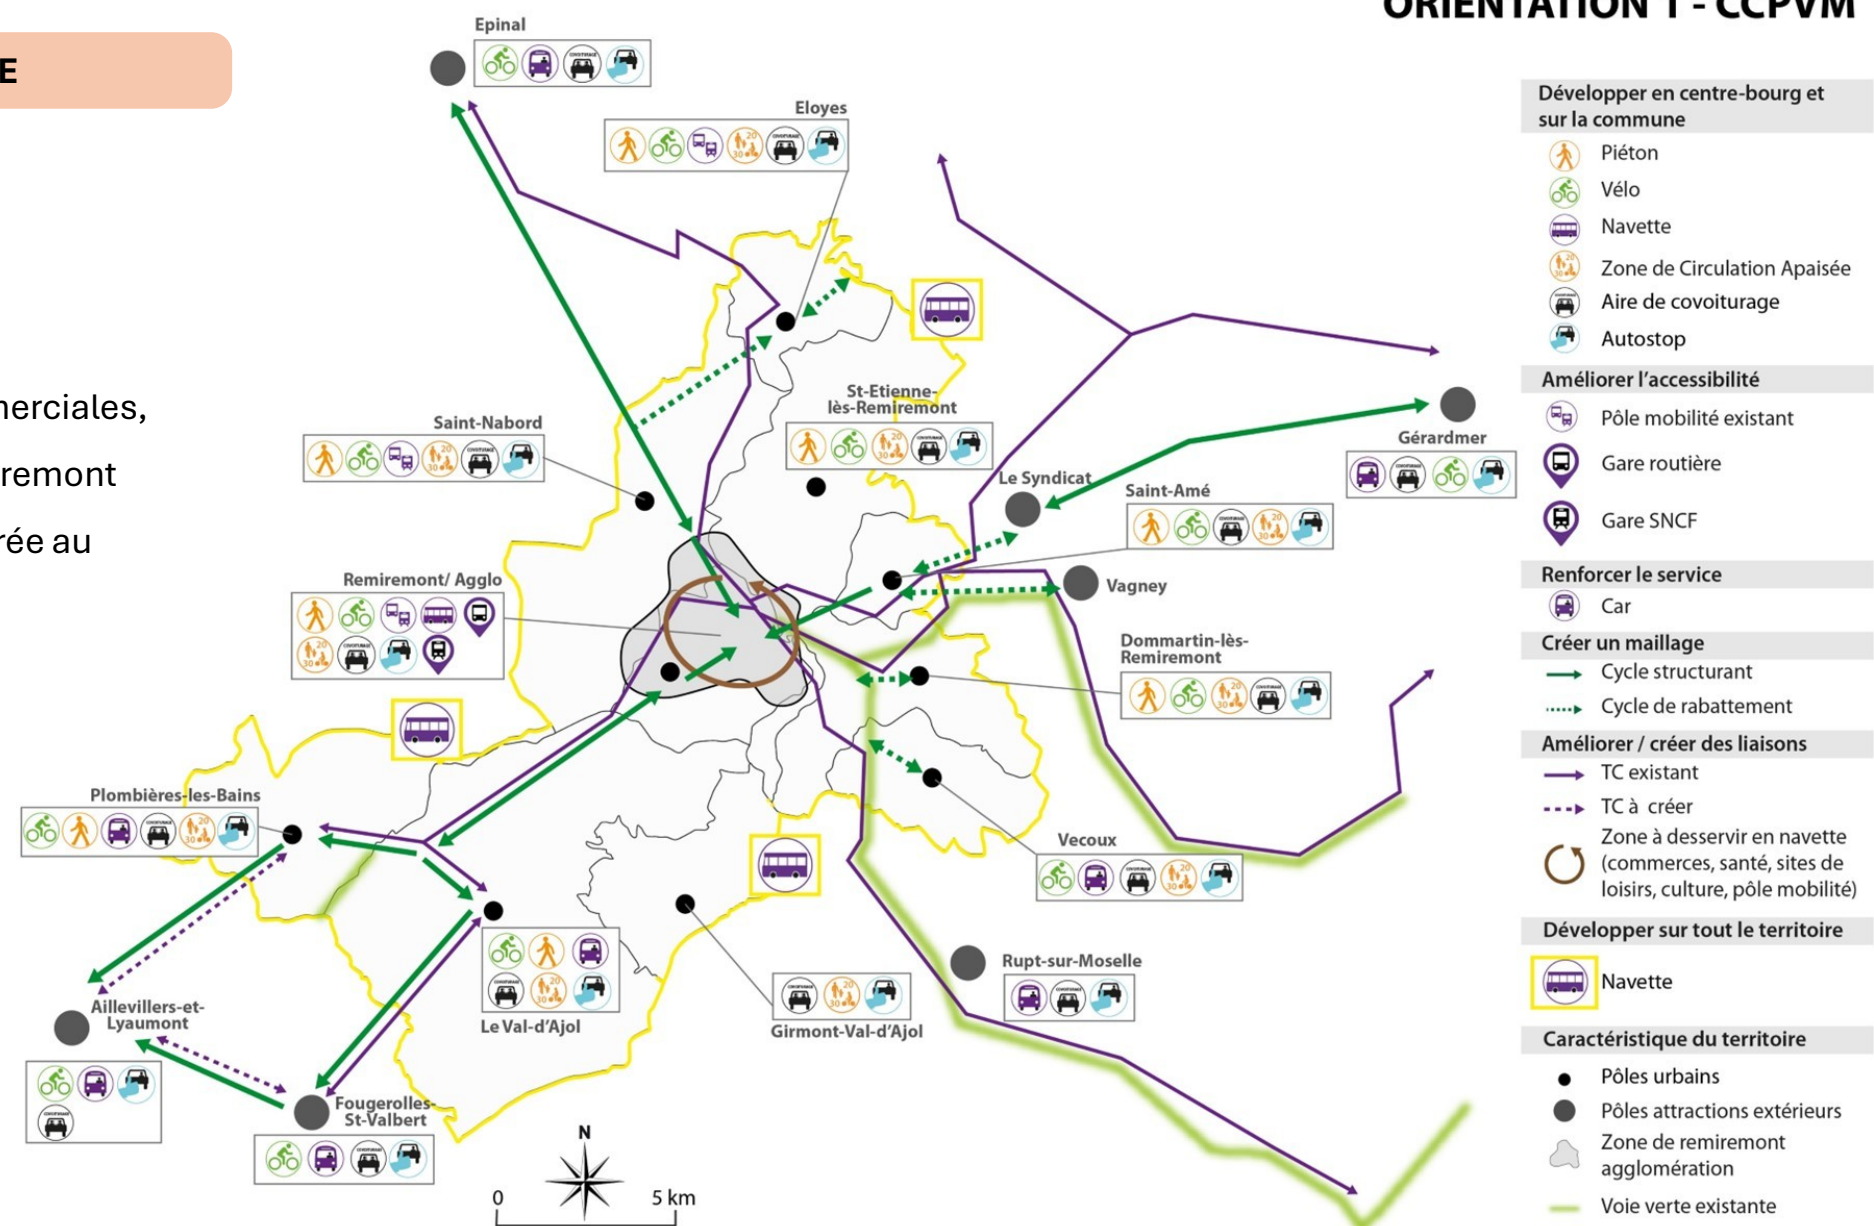 ORIENTATION 1 - CCPVM
E
merciales,
remont
rée au
Epinal
Eloyes
Saint-Nabord
St-Etienne-
lès-Remiremont
Le Syndicat
Saint-Amé
Gérardmer
Vagney
Remiremont/ Agglo
Dommartin-lès-
Remiremont
Plombières-les-Bains
Vecoux
Le Val-d’Ajol
Girmont-Val-d’Ajol
Rupt-sur-Moselle
Aillevillers-et-
Lyaumont
Fougerolles-
St-Valbert
N
0 5 km
Développer en centre-bourg et
sur la commune
Piéton
Vélo
Navette
Zone de Circulation Apaisée
Aire de covoiturage
Autostop
Améliorer l’accessibilité
Pôle mobilité existant
Gare routière
Gare SNCF
Renforcer le service
Car
Créer un maillage
Cycle structurant
Cycle de rabattement
Améliorer / créer des liaisons
TC existant
TC à créer
Zone à desservir en navette
(commerces, santé, sites de
loisirs, culture, pôle mobilité)
Développer sur tout le territoire
Navette
Caractéristique du territoire
Pôles urbains
Pôles attractions extérieurs
Zone de remiremont
agglomération
Voie verte existante